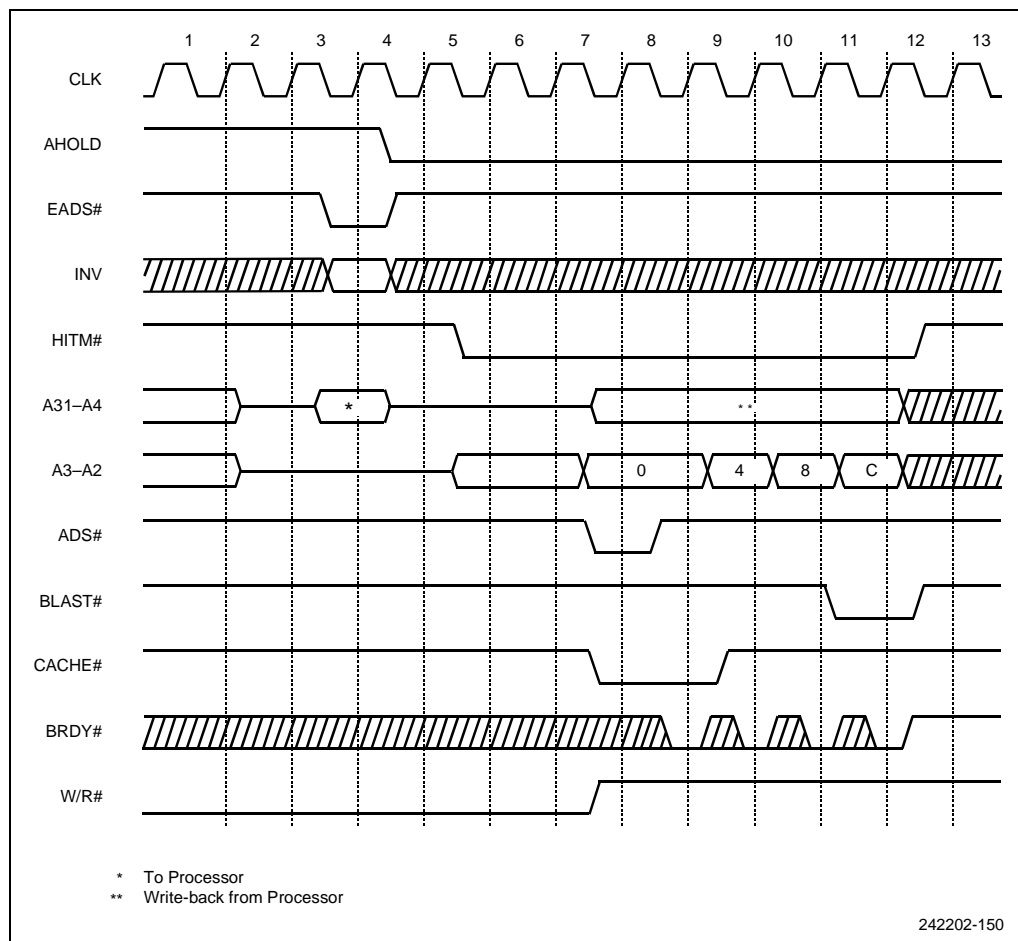 1 2 3 4 5 6 7 8 9 10 11 12 13
CLK
AHOLD
EADS#
INV
HITM#
A31–A4 * **
A3–A2 0 4 8 C
ADS#
BLAST#
CACHE#
BRDY#
W/R#
* To Processor
** Write-back from Processor
242202-150